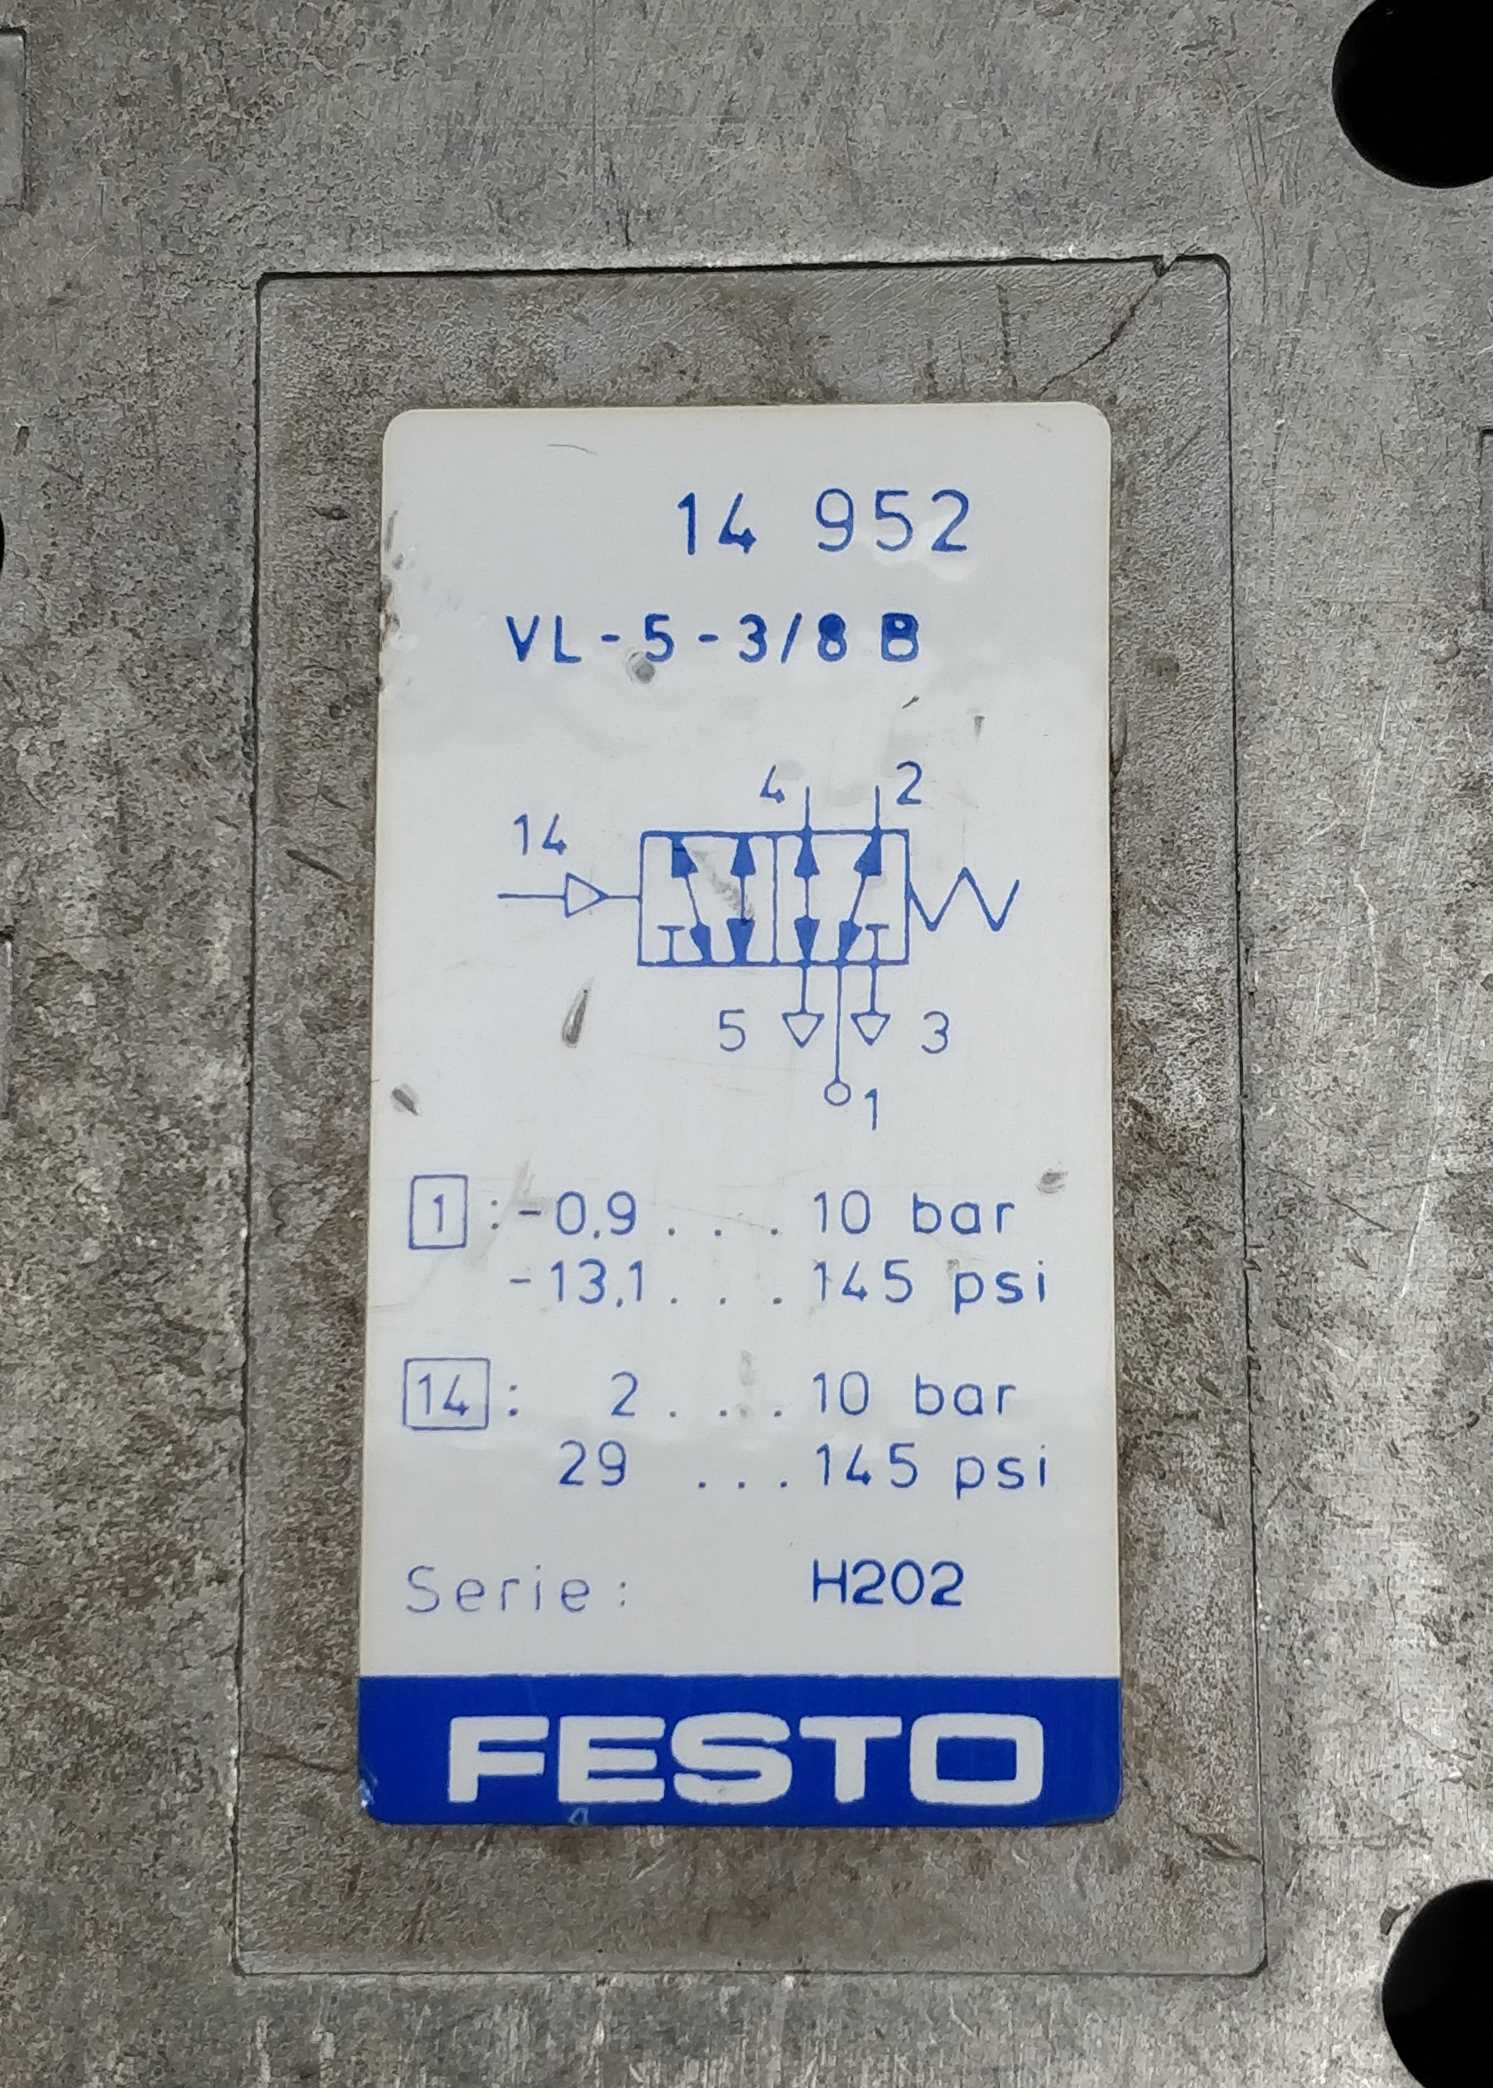 14 952
VL-5-3/8 B
4 2
14
5 3
1
1 : -0,9 . . . 10 bar
-13,1 . . . 145 psi
14 : 2 . . . 10 bar
29 . . . 145 psi
Serie: H202
FESTO